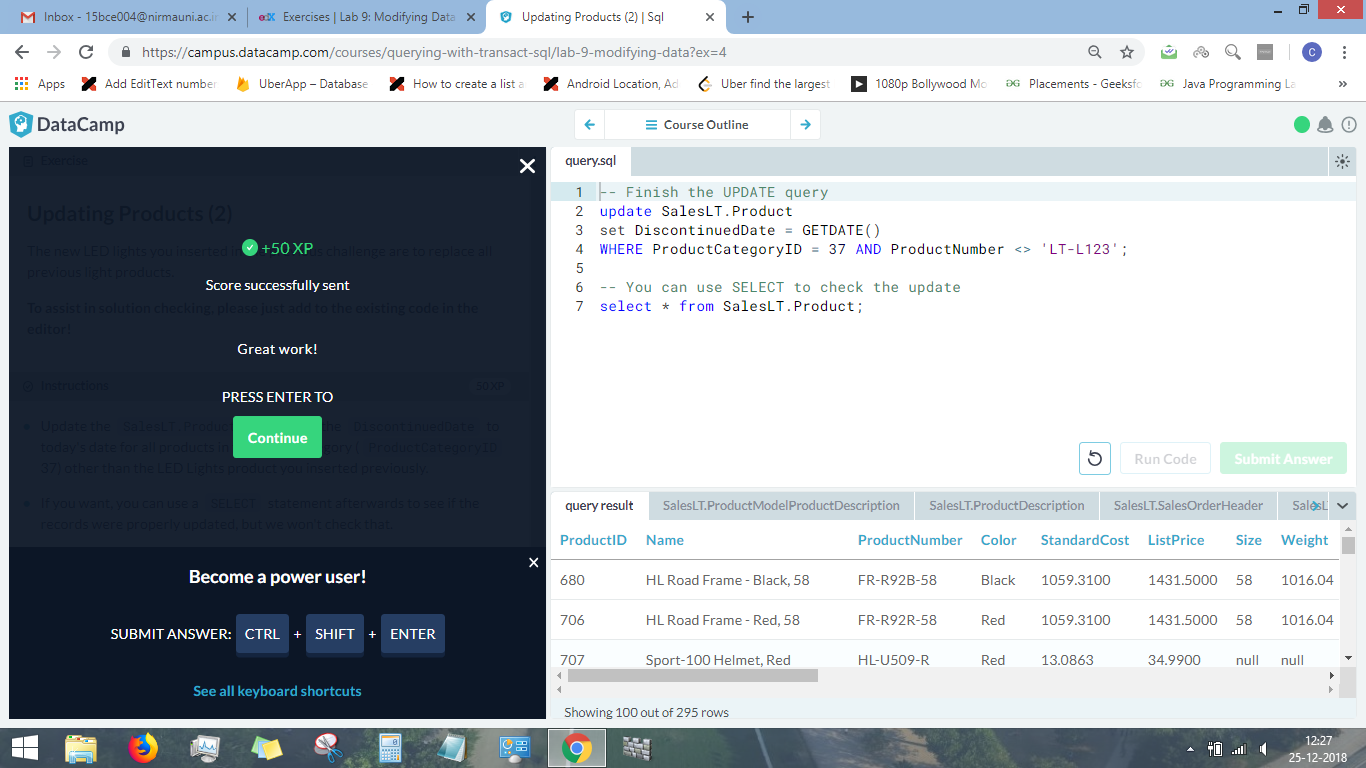 Inbox - 15bce004@nirmauni.ac.in
edX Exercises | Lab 9: Modifying Data
Updating Products (2) | Sql
https://campus.datacamp.com/courses/querying-with-transact-sql/lab-9-modifying-data?ex=4
C
Apps
Add EditText number
UberApp – Database
How to create a list a
Android Location, Ad
Uber find the largest
1080p Bollywood Mo
Placements - Geeksfo
Java Programming La
»
DataCamp
Course Outline
Exercise
Updating Products (2)
The new LED lights you inserted in challenge are to replace all
previous light products.
To assist in solution checking, please just add to the existing code in the
editor!
+50 XP
Score successfully sent
Great work!
PRESS ENTER TO
Continue
Instructions
50 XP
Update the SalesLT.Product the DiscontinuedDate to
today's date for all products in category ( ProductCategoryID
37) other than the LED Lights product you inserted previously.
If you want, you can use a SELECT statement afterwards to see if the
records were properly updated, but we won't check that.
Become a power user!
SUBMIT ANSWER: CTRL + SHIFT + ENTER
See all keyboard shortcuts
query.sql
1 -- Finish the UPDATE query
2 update SalesLT.Product
3 set DiscontinuedDate = GETDATE()
4 WHERE ProductCategoryID = 37 AND ProductNumber <> 'LT-L123';
5
6 -- You can use SELECT to check the update
7 select * from SalesLT.Product;
Run Code
Submit Answer
query result
SalesLT.ProductModelProductDescription
SalesLT.ProductDescription
SalesLT.SalesOrderHeader
SalesLT
ProductID Name ProductNumber Color StandardCost ListPrice Size Weight
680 HL Road Frame - Black, 58 FR-R92B-58 Black 1059.3100 1431.5000 58 1016.04
706 HL Road Frame - Red, 58 FR-R92R-58 Red 1059.3100 1431.5000 58 1016.04
707 Sport-100 Helmet, Red HL-U509-R Red 13.0863 34.9900 null null
Showing 100 out of 295 rows
12:27
25-12-2018